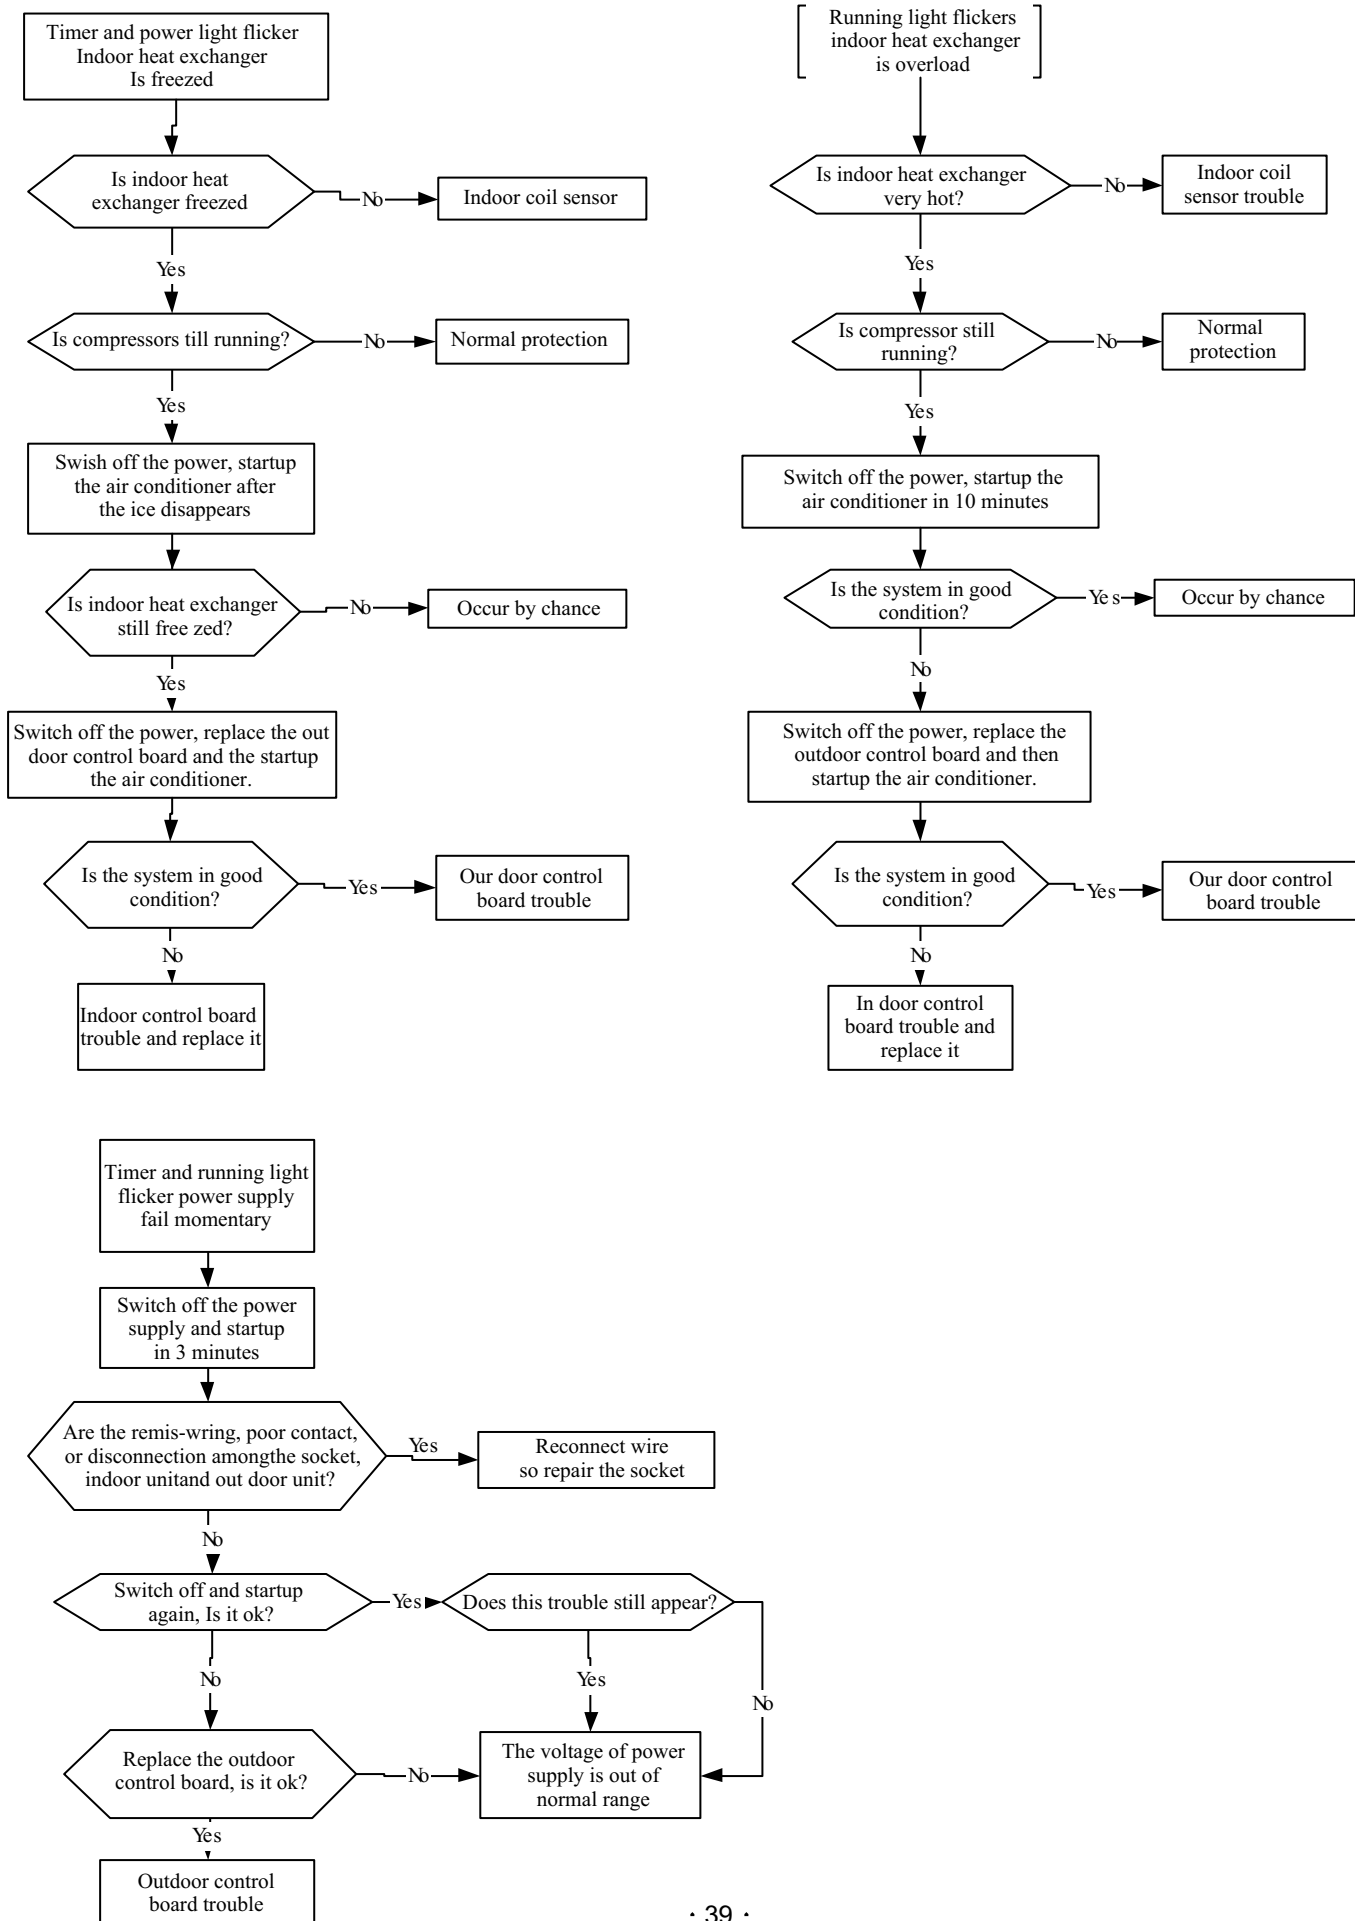 Timer and power light flicker
Indoor heat exchanger
Is freezed
Is indoor heat
exchanger freezed
No
Indoor coil sensor
Yes
Is compressors till running?
No
Normal protection
Yes
Swish off the power, startup
the air conditioner after
the ice disappears
Is indoor heat exchanger
still free zed?
No
Occur by chance
Yes
Switch off the power, replace the out
door control board and the startup
the air conditioner.
Is the system in good
condition?
Yes
Our door control
board trouble
No
Indoor control board
trouble and replace it
Running light flickers
indoor heat exchanger
is overload
Is indoor heat exchanger
very hot?
No
Indoor coil
sensor trouble
Yes
Is compressor still
running?
No
Normal
protection
Yes
Switch off the power, startup the
air conditioner in 10 minutes
Is the system in good
condition?
Yes
Occur by chance
No
Switch off the power, replace the
outdoor control board and then
startup the air conditioner.
Is the system in good
condition?
Yes
Our door control
board trouble
No
In door control
board trouble and
replace it
Timer and running light
flicker power supply
fail momentary
Switch off the power
supply and startup
in 3 minutes
Are the remis-wring, poor contact,
or disconnection amongthe socket,
indoor unitand out door unit?
Yes
Reconnect wire
so repair the socket
No
Switch off and startup
again, Is it ok?
Yes
Does this trouble still appear?
No
Yes
No
Replace the outdoor
control board, is it ok?
No
The voltage of power
supply is out of
normal range
Yes
Outdoor control
board trouble
· 39 ·